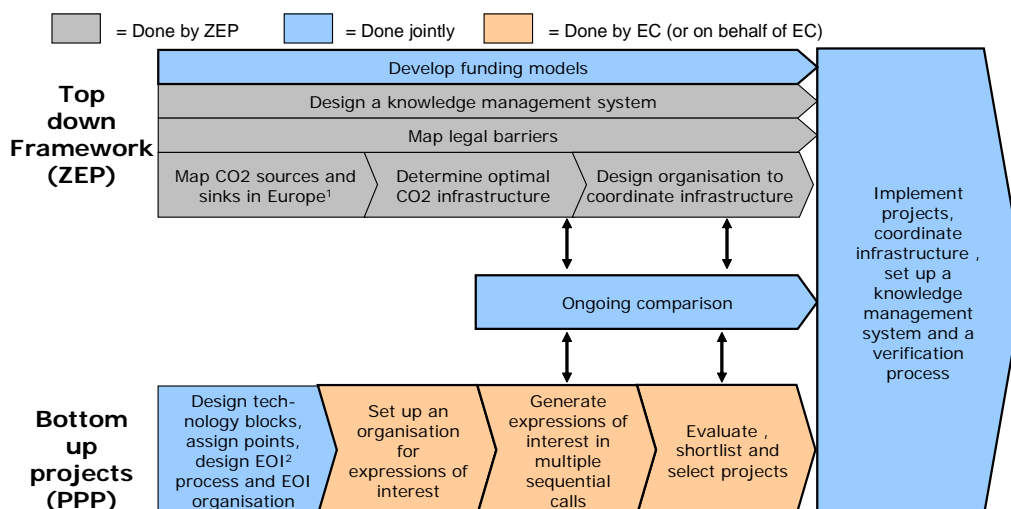 = Done by ZEP
= Done jointly
= Done by EC (or on behalf of EC)
Top
down
Framework
(ZEP)
Develop funding models
Design a knowledge management system
Map legal barriers
Map CO2 sources and
sinks in Europe¹
Determine optimal
CO2 infrastructure
Design organisation to
coordinate infrastructure
Ongoing comparison
Implement
projects,
coordinate
infrastructure ,
set up a
knowledge
management
system and a
verification
process
Bottom
up
projects
(PPP)
Design tech-
nology blocks,
assign points,
design EOI²
process and EOI
organisation
Set up an
organisation
for
expressions of
interest
Generate
expressions of
interest in
multiple
sequential
calls
Evaluate ,
shortlist and
select projects